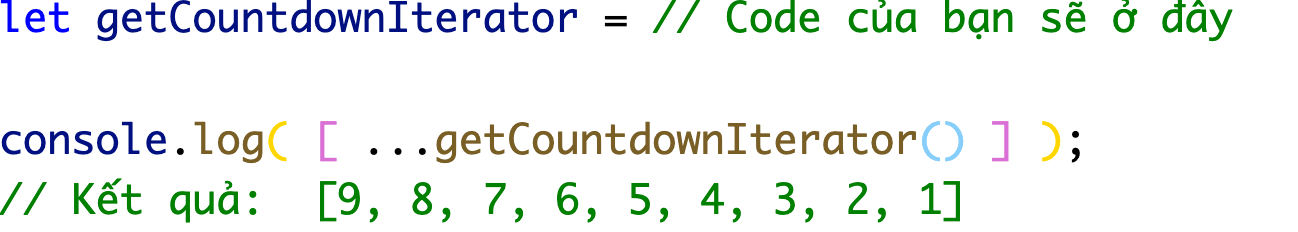 let getCountdownIterator = // Code của bạn sẽ ở đây
console.log( [ ...getCountdownIterator() ] );
// Kết quả:  [9, 8, 7, 6, 5, 4, 3, 2, 1]